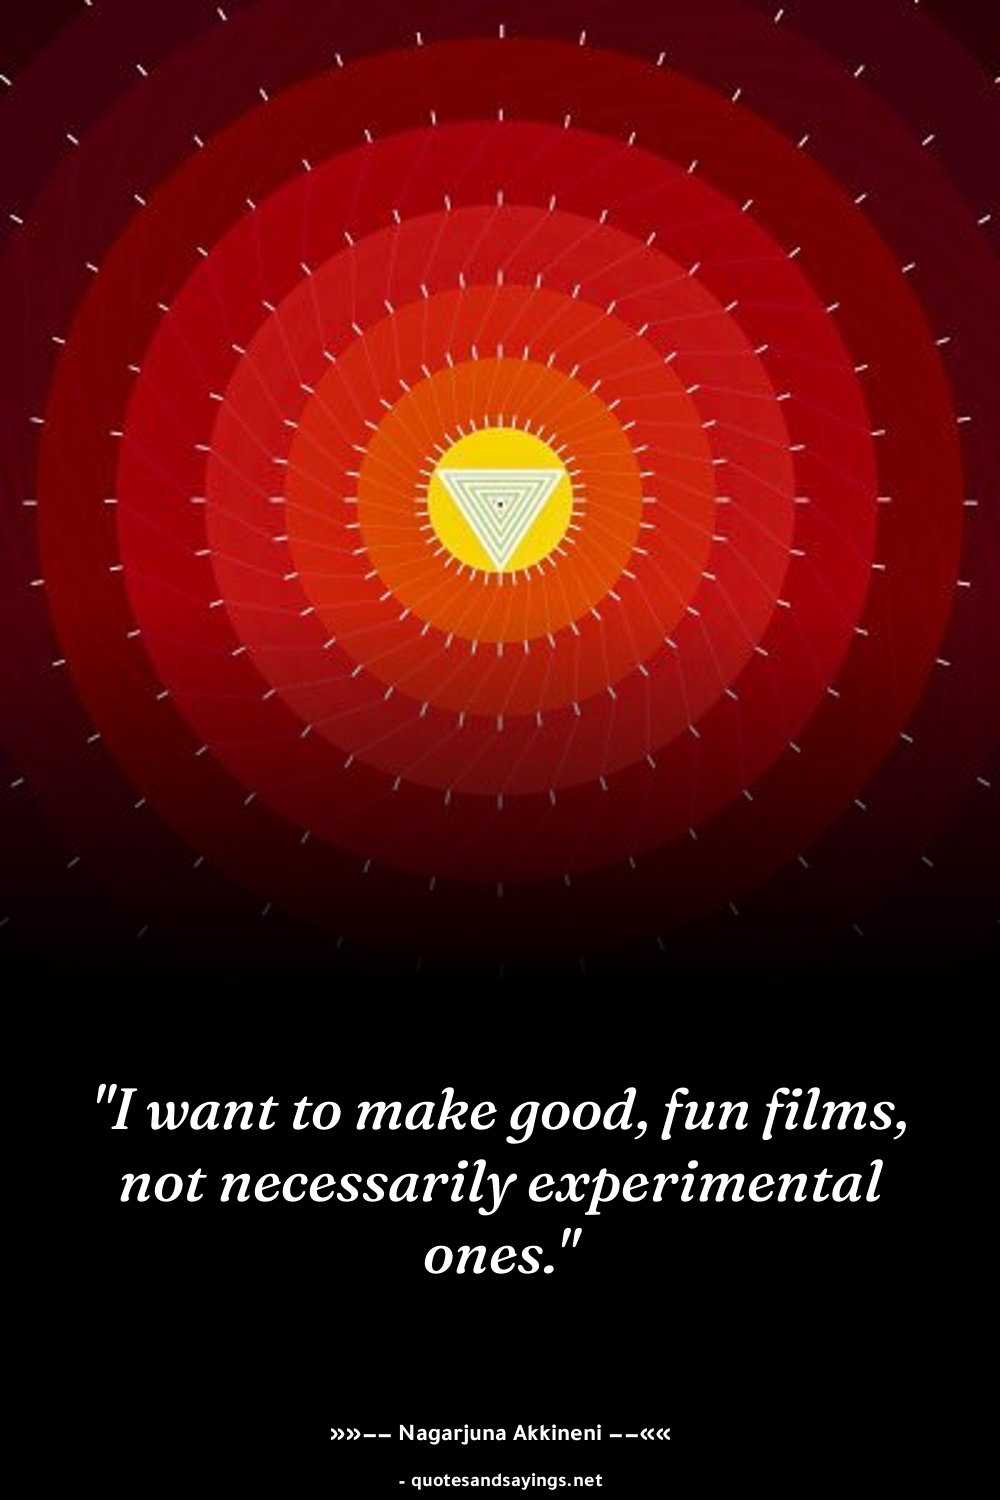 "I want to make good, fun films,
not necessarily experimental
ones."
»»−− Nagarjuna Akkineni −−««
- quotesandsayings.net